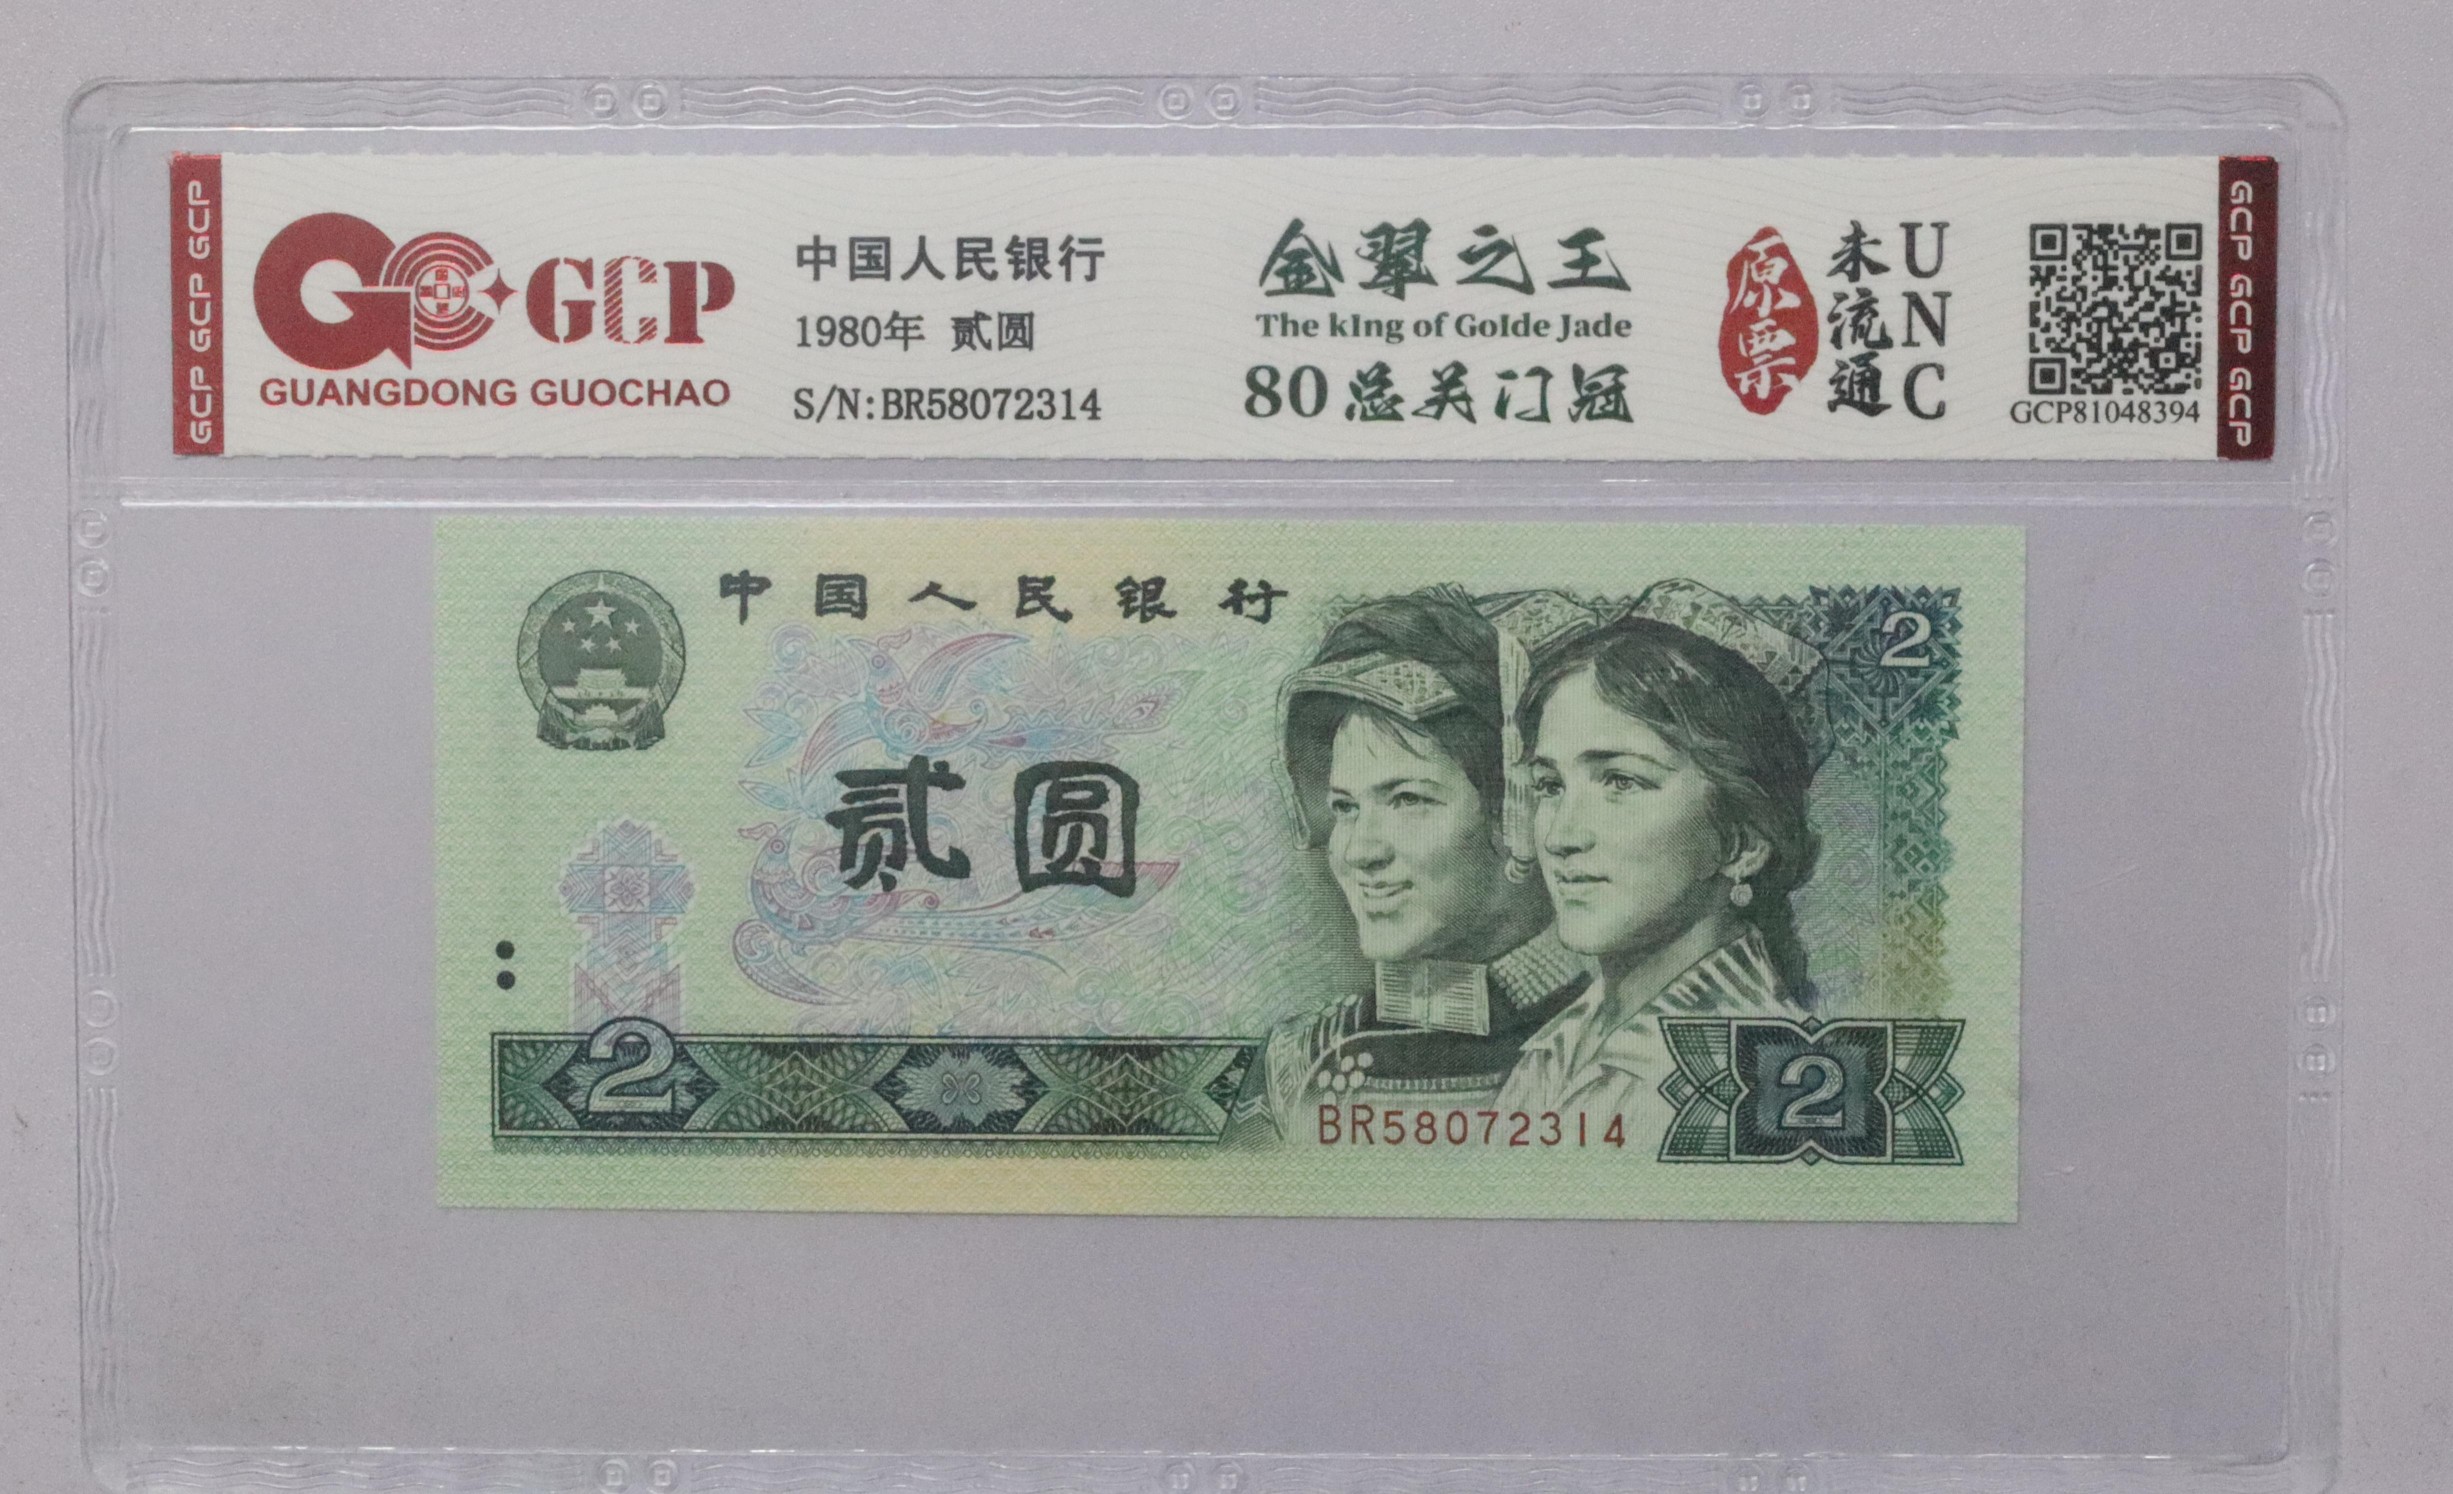 GCP GCP GCP
GCP
GUANGDONG GUOCHAO
中国人民银行
1980年 贰圆
S/N:BR58072314
金翠之王
The kIng of Golde Jade
80总关门冠
原票
未流通
UNC
GCP81048394
GCP GCP GCP
中国人民银行
2
贰圆
2
BR58072314
2